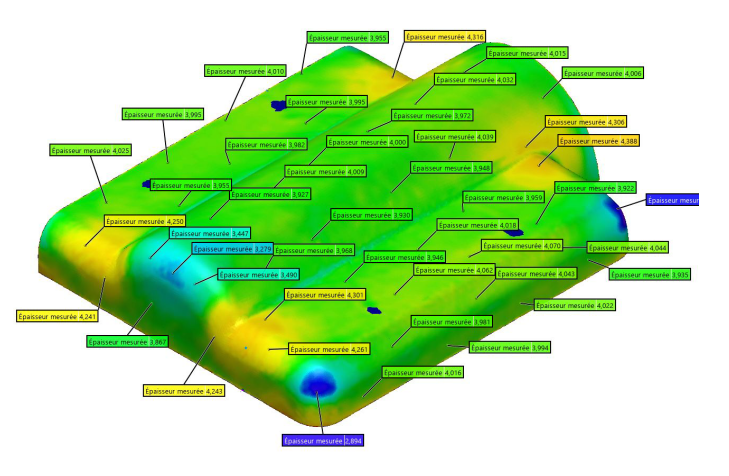 Épaisseur mesurée 3,955
Épaisseur mesurée 4,316
Épaisseur mesurée 4,015
Épaisseur mesurée 4,010
Épaisseur mesurée 4,006
Épaisseur mesurée 4,032
Épaisseur mesurée 3,995
Épaisseur mesurée 3,995
Épaisseur mesurée 3,972
Épaisseur mesurée 4,306
Épaisseur mesurée 4,039
Épaisseur mesurée 4,388
Épaisseur mesurée 4,000
Épaisseur mesurée 3,982
Épaisseur mesurée 4,025
Épaisseur mesurée 3,948
Épaisseur mesurée 4,009
Épaisseur mesurée 3,955
Épaisseur mesurée 3,922
Épaisseur mesurée 3,927
Épaisseur mesurée 3,959
Épaisseur
Épaisseur mesurée 3,930
Épaisseur mesurée 4,250
Épaisseur mesurée 4,018
Épaisseur mesurée 3,447
Épaisseur mesurée 4,070
Épaisseur mesurée 4,044
Épaisseur mesurée 3,279
Épaisseur mesurée 3,968
Épaisseur mesurée 3,946
Épaisseur mesurée 4,062
Épaisseur mesurée 4,043
Épaisseur mesurée 3,935
Épaisseur mesurée 3,490
Épaisseur mesurée 4,301
Épaisseur mesurée 4,022
Épaisseur mesurée 4,241
Épaisseur mesurée 3,981
Épaisseur mesurée 3,867
Épaisseur mesurée 4,261
Épaisseur mesurée 3,994
Épaisseur mesurée 4,016
Épaisseur mesurée 4,243
Épaisseur mesurée 2,894